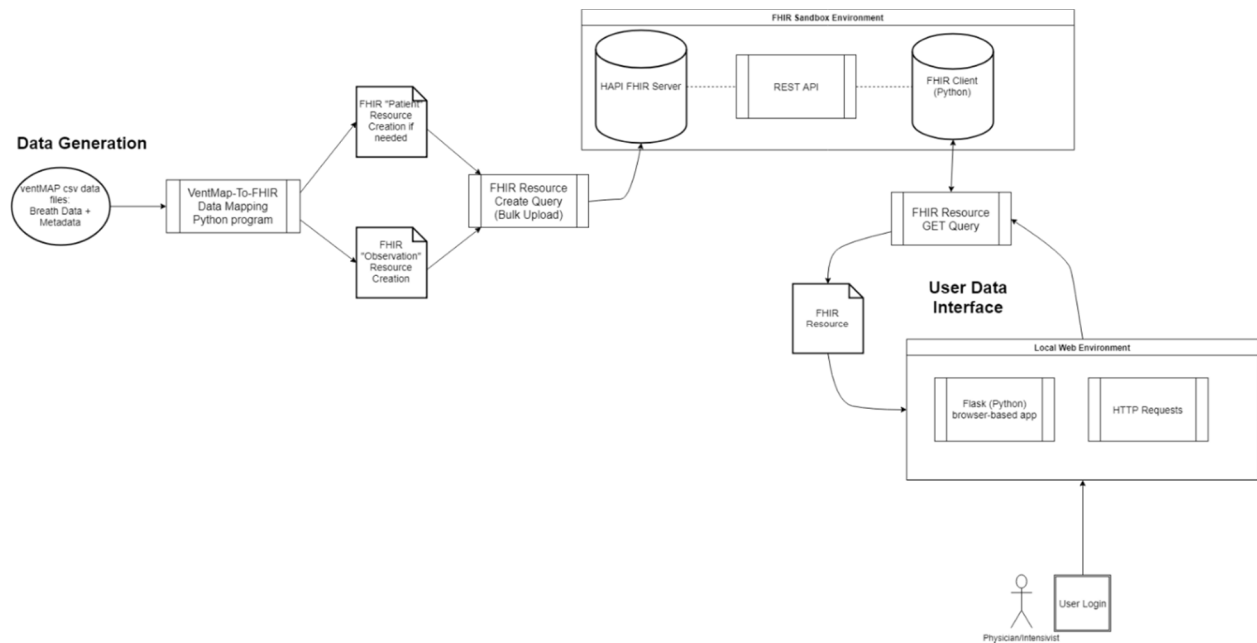 FHIR Sandbox Environment
HAPI FHIR Server
REST API
FHIR Client
(Python)
Data Generation
ventMAP csv data
files:
Breath Data +
Metadata
VentMap-To-FHIR
Data Mapping
Python program
FHIR "Patient"
Resource
Creation if
needed
FHIR
"Observation"
Resource
Creation
FHIR Resource
Create Query
(Bulk Upload)
FHIR Resource
GET Query
User Data
Interface
FHIR
Resource
Local Web Environment
Flask (Python)
browser-based app
HTTP Requests
User Login
Physician/Intensivist